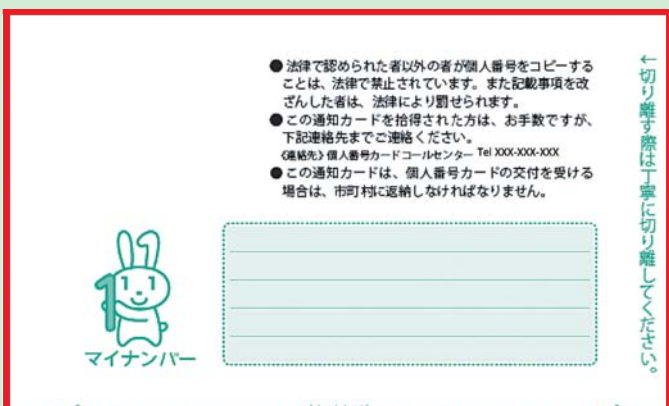 ● 法律で認められた者以外の者が個人番号をコピーする
ことは、法律で禁止されています。また記載事項を改
ざんした者は、法律により罰せられます。
● この通知カードを拾得された方は、お手数ですが、
下記連絡先までご連絡ください。
《連絡先》個人番号カードコールセンター Tel XXX-XXX-XXX
● この通知カードは、個人番号カードの交付を受ける
場合は、市町村に返納しなければなりません。
←切り離す際は丁寧に切り離してください。
1
マイナンバー